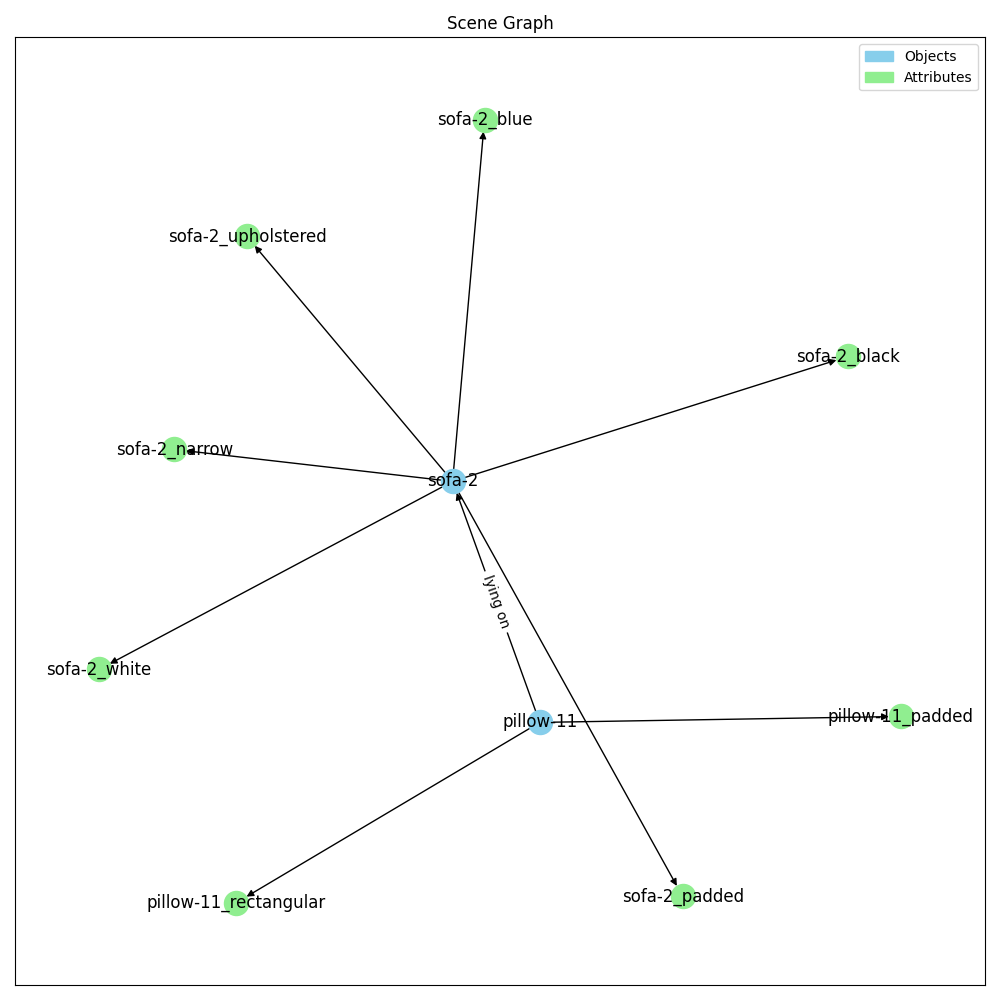 Scene Graph
Objects
Attributes
sofa-2_blue
sofa-2_upholstered
sofa-2_black
sofa-2_narrow
sofa-2
lying on
sofa-2_white
pillow-11
pillow-11_padded
sofa-2_padded
pillow-11_rectangular